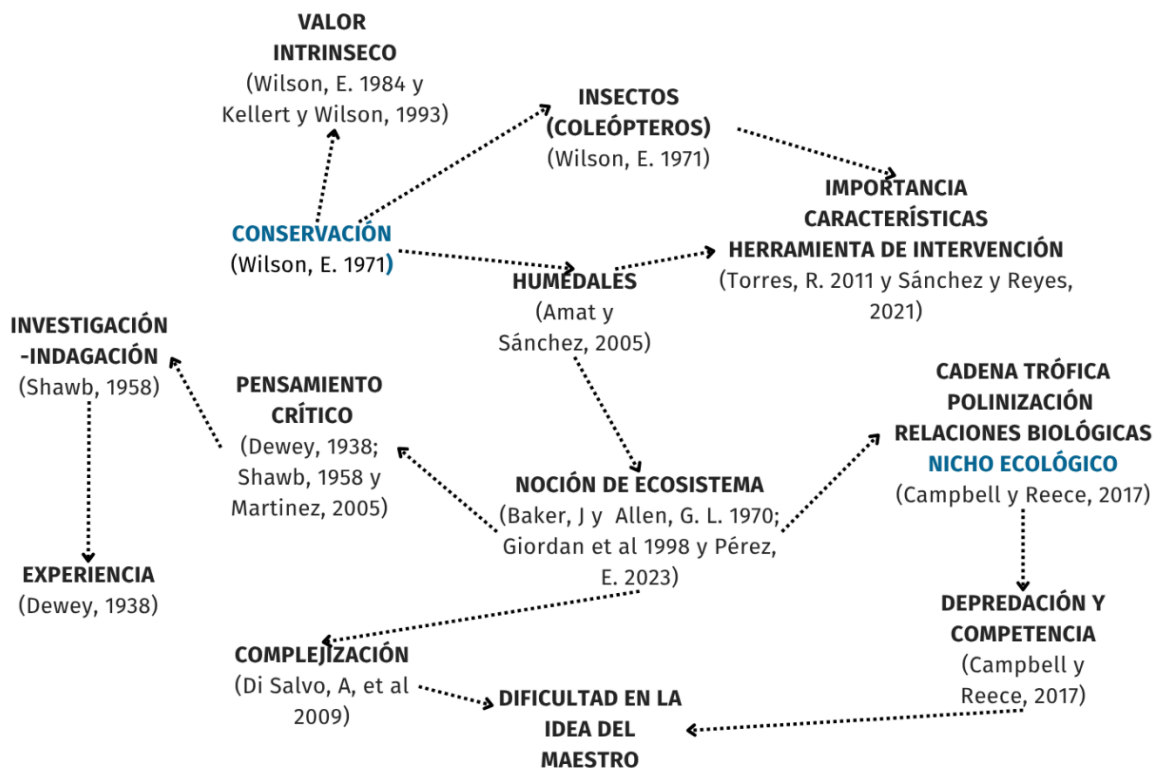 VALOR
INTRINSECO
(Wilson, E. 1984 y
Kellert y Wilson, 1993)
INSECTOS
(COLEÓPTEROS)
(Wilson, E. 1971)
IMPORTANCIA
CARACTERÍSTICAS
HERRAMIENTA DE INTERVENCIÓN
(Torres, R. 2011 y Sánchez y Reyes,
2021)
CONSERVACIÓN
(Wilson, E. 1971)
HUMEDALES
(Amat y
Sánchez, 2005)
INVESTIGACIÓN
-INDAGACIÓN
(Shawb, 1958)
PENSAMIENTO
CRÍTICO
(Dewey, 1938;
Shawb, 1958 y
Martinez, 2005)
CADENA TRÓFICA
POLINIZACIÓN
RELACIONES BIOLÓGICAS
NICHO ECOLÓGICO
(Campbell y Reece, 2017)
NOCIÓN DE ECOSISTEMA
(Baker, J y Allen, G. L. 1970;
Giordan et al 1998 y Pérez,
E. 2023)
EXPERIENCIA
(Dewey, 1938)
DEPREDACIÓN Y
COMPETENCIA
(Campbell y
Reece, 2017)
COMPLEJIZACIÓN
(Di Salvo, A, et al
2009)
DIFICULTAD EN LA
IDEA DEL
MAESTRO